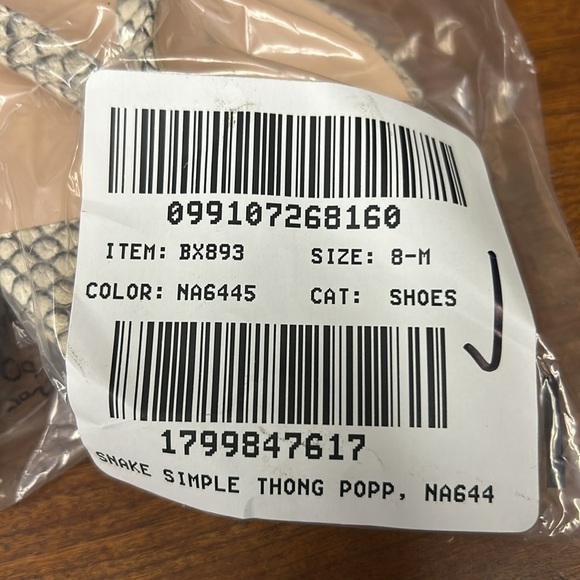 099107268160
ITEM: BX893 SIZE: 8-M
COLOR: NA6445 CAT: SHOES
1799847617
SNAKE SIMPLE THONG POPP, NA644